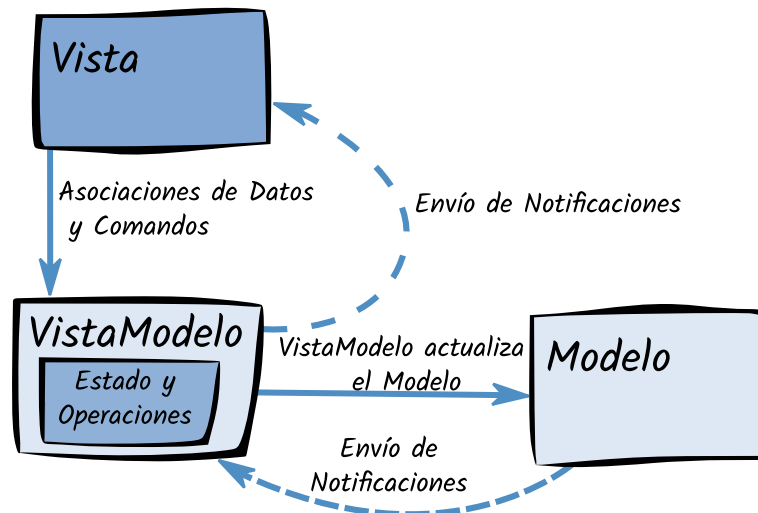 Vista
Asociaciones de Datos
y Comandos
Envío de Notificaciones
VistaModelo
Estado y
Operaciones
VistaModelo actualiza
el Modelo
Modelo
Envío de
Notificaciones